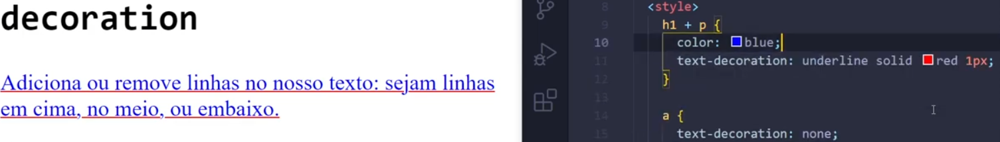 decoration
Adiciona ou remove linhas no nosso texto: sejam linhas
em cima, no meio, ou embaixo.
8 <style>
9 h1 + p {
10 color: blue;
11 text-decoration: underline solid red 1px;
12 }
13
14 a {
15 text-decoration: none;